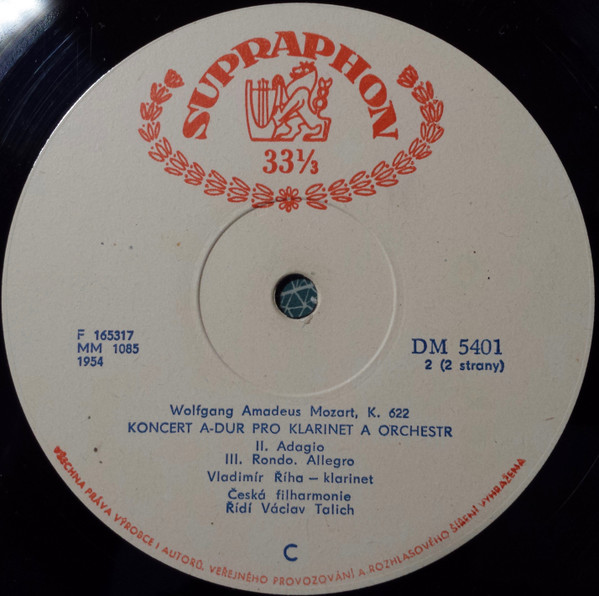 SUPRAPHON
33⅓
F 165317
MM 1085
1954
DM 5401
2 (2 strany)
Wolfgang Amadeus Mozart, K. 622
KONCERT A-DUR PRO KLARINET A ORCHESTR
II. Adagio
III. Rondo. Allegro
Vladimír Říha – klarinet
Česká filharmonie
Řídí Václav Talich
C
VŠECHNA PRÁVA VÝROBCE I AUTORŮ, VEŘEJNÉHO PROVOZOVÁNÍ A ROZHLASOVÉHO ŠÍŘENÍ VYHRAŽENA